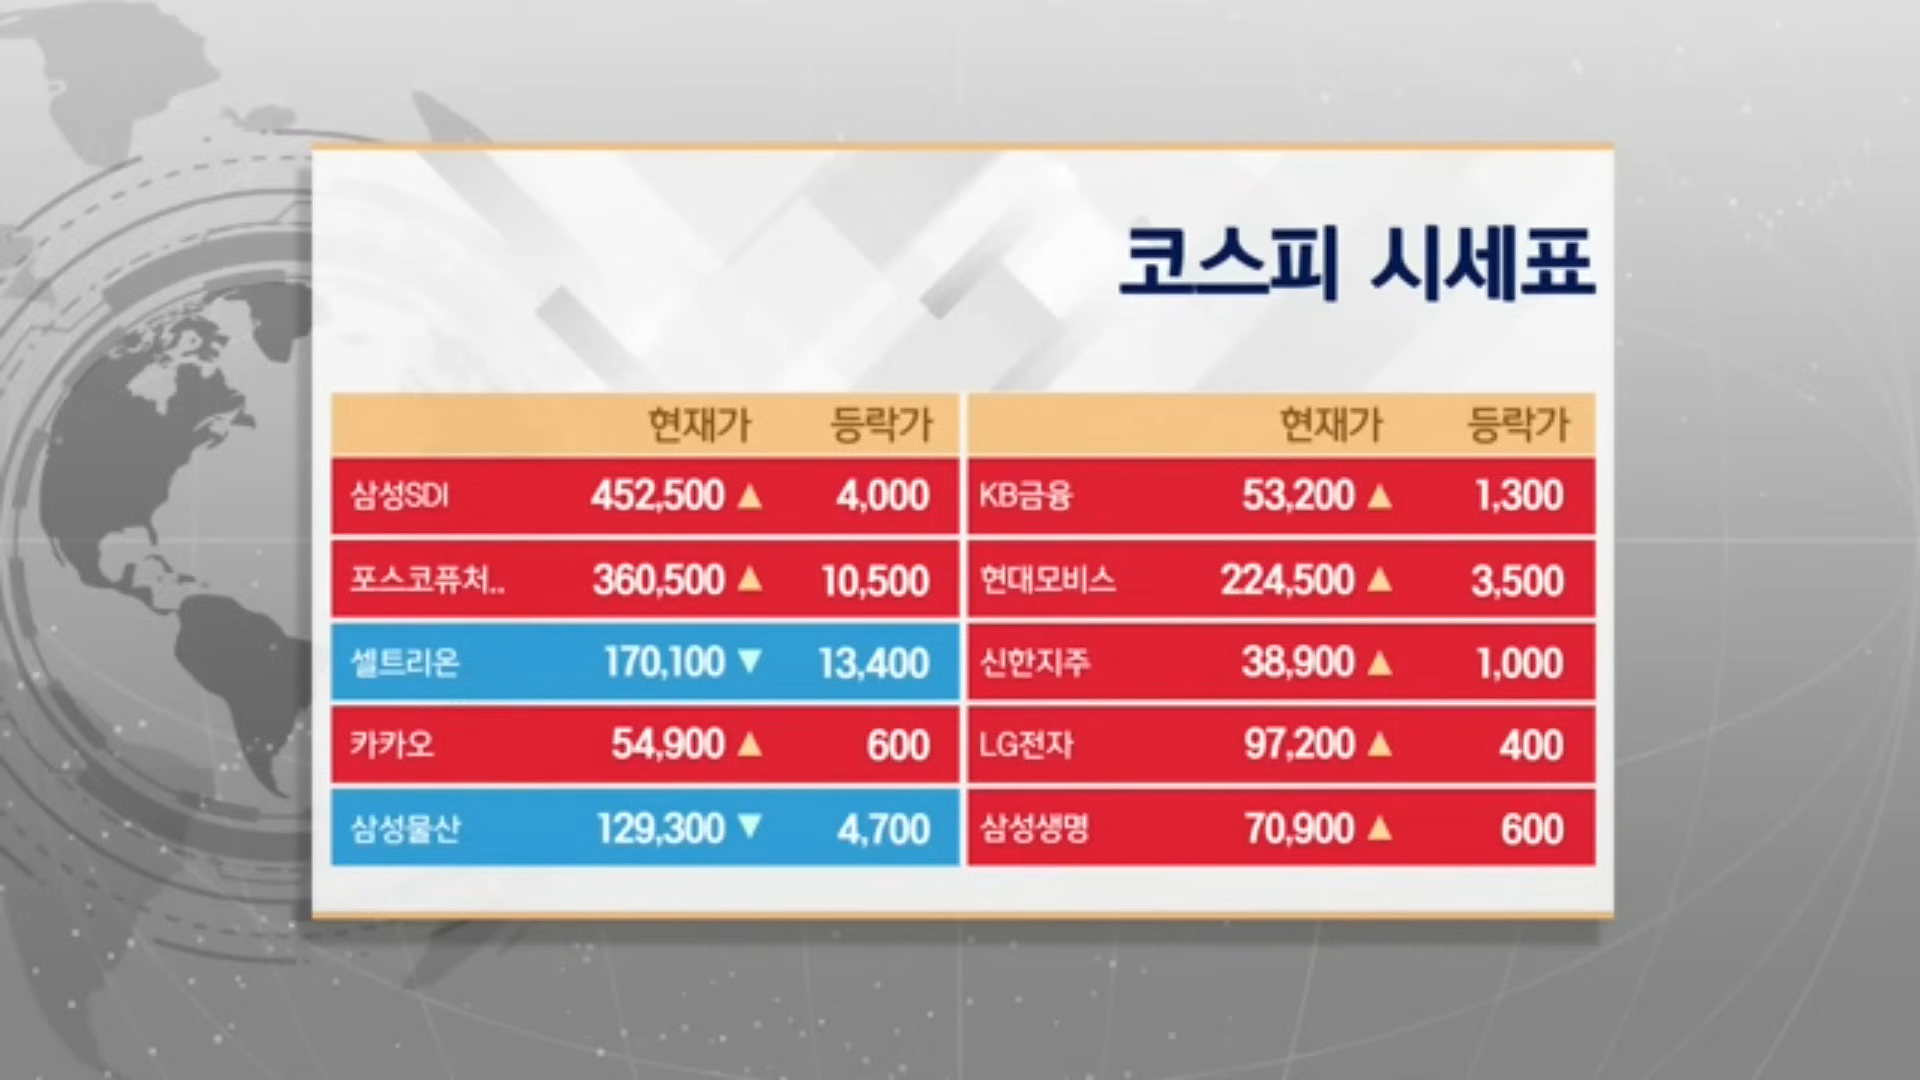 코스피 시세표
현재가 등락가 현재가 등락가
삼성SDI 452,500 ▲ 4,000 KB금융 53,200 ▲ 1,300
포스코퓨처.. 360,500 ▲ 10,500 현대모비스 224,500 ▲ 3,500
셀트리온 170,100 ▼ 13,400 신한지주 38,900 ▲ 1,000
카카오 54,900 ▲ 600 LG전자 97,200 ▲ 400
삼성물산 129,300 ▼ 4,700 삼성생명 70,900 ▲ 600